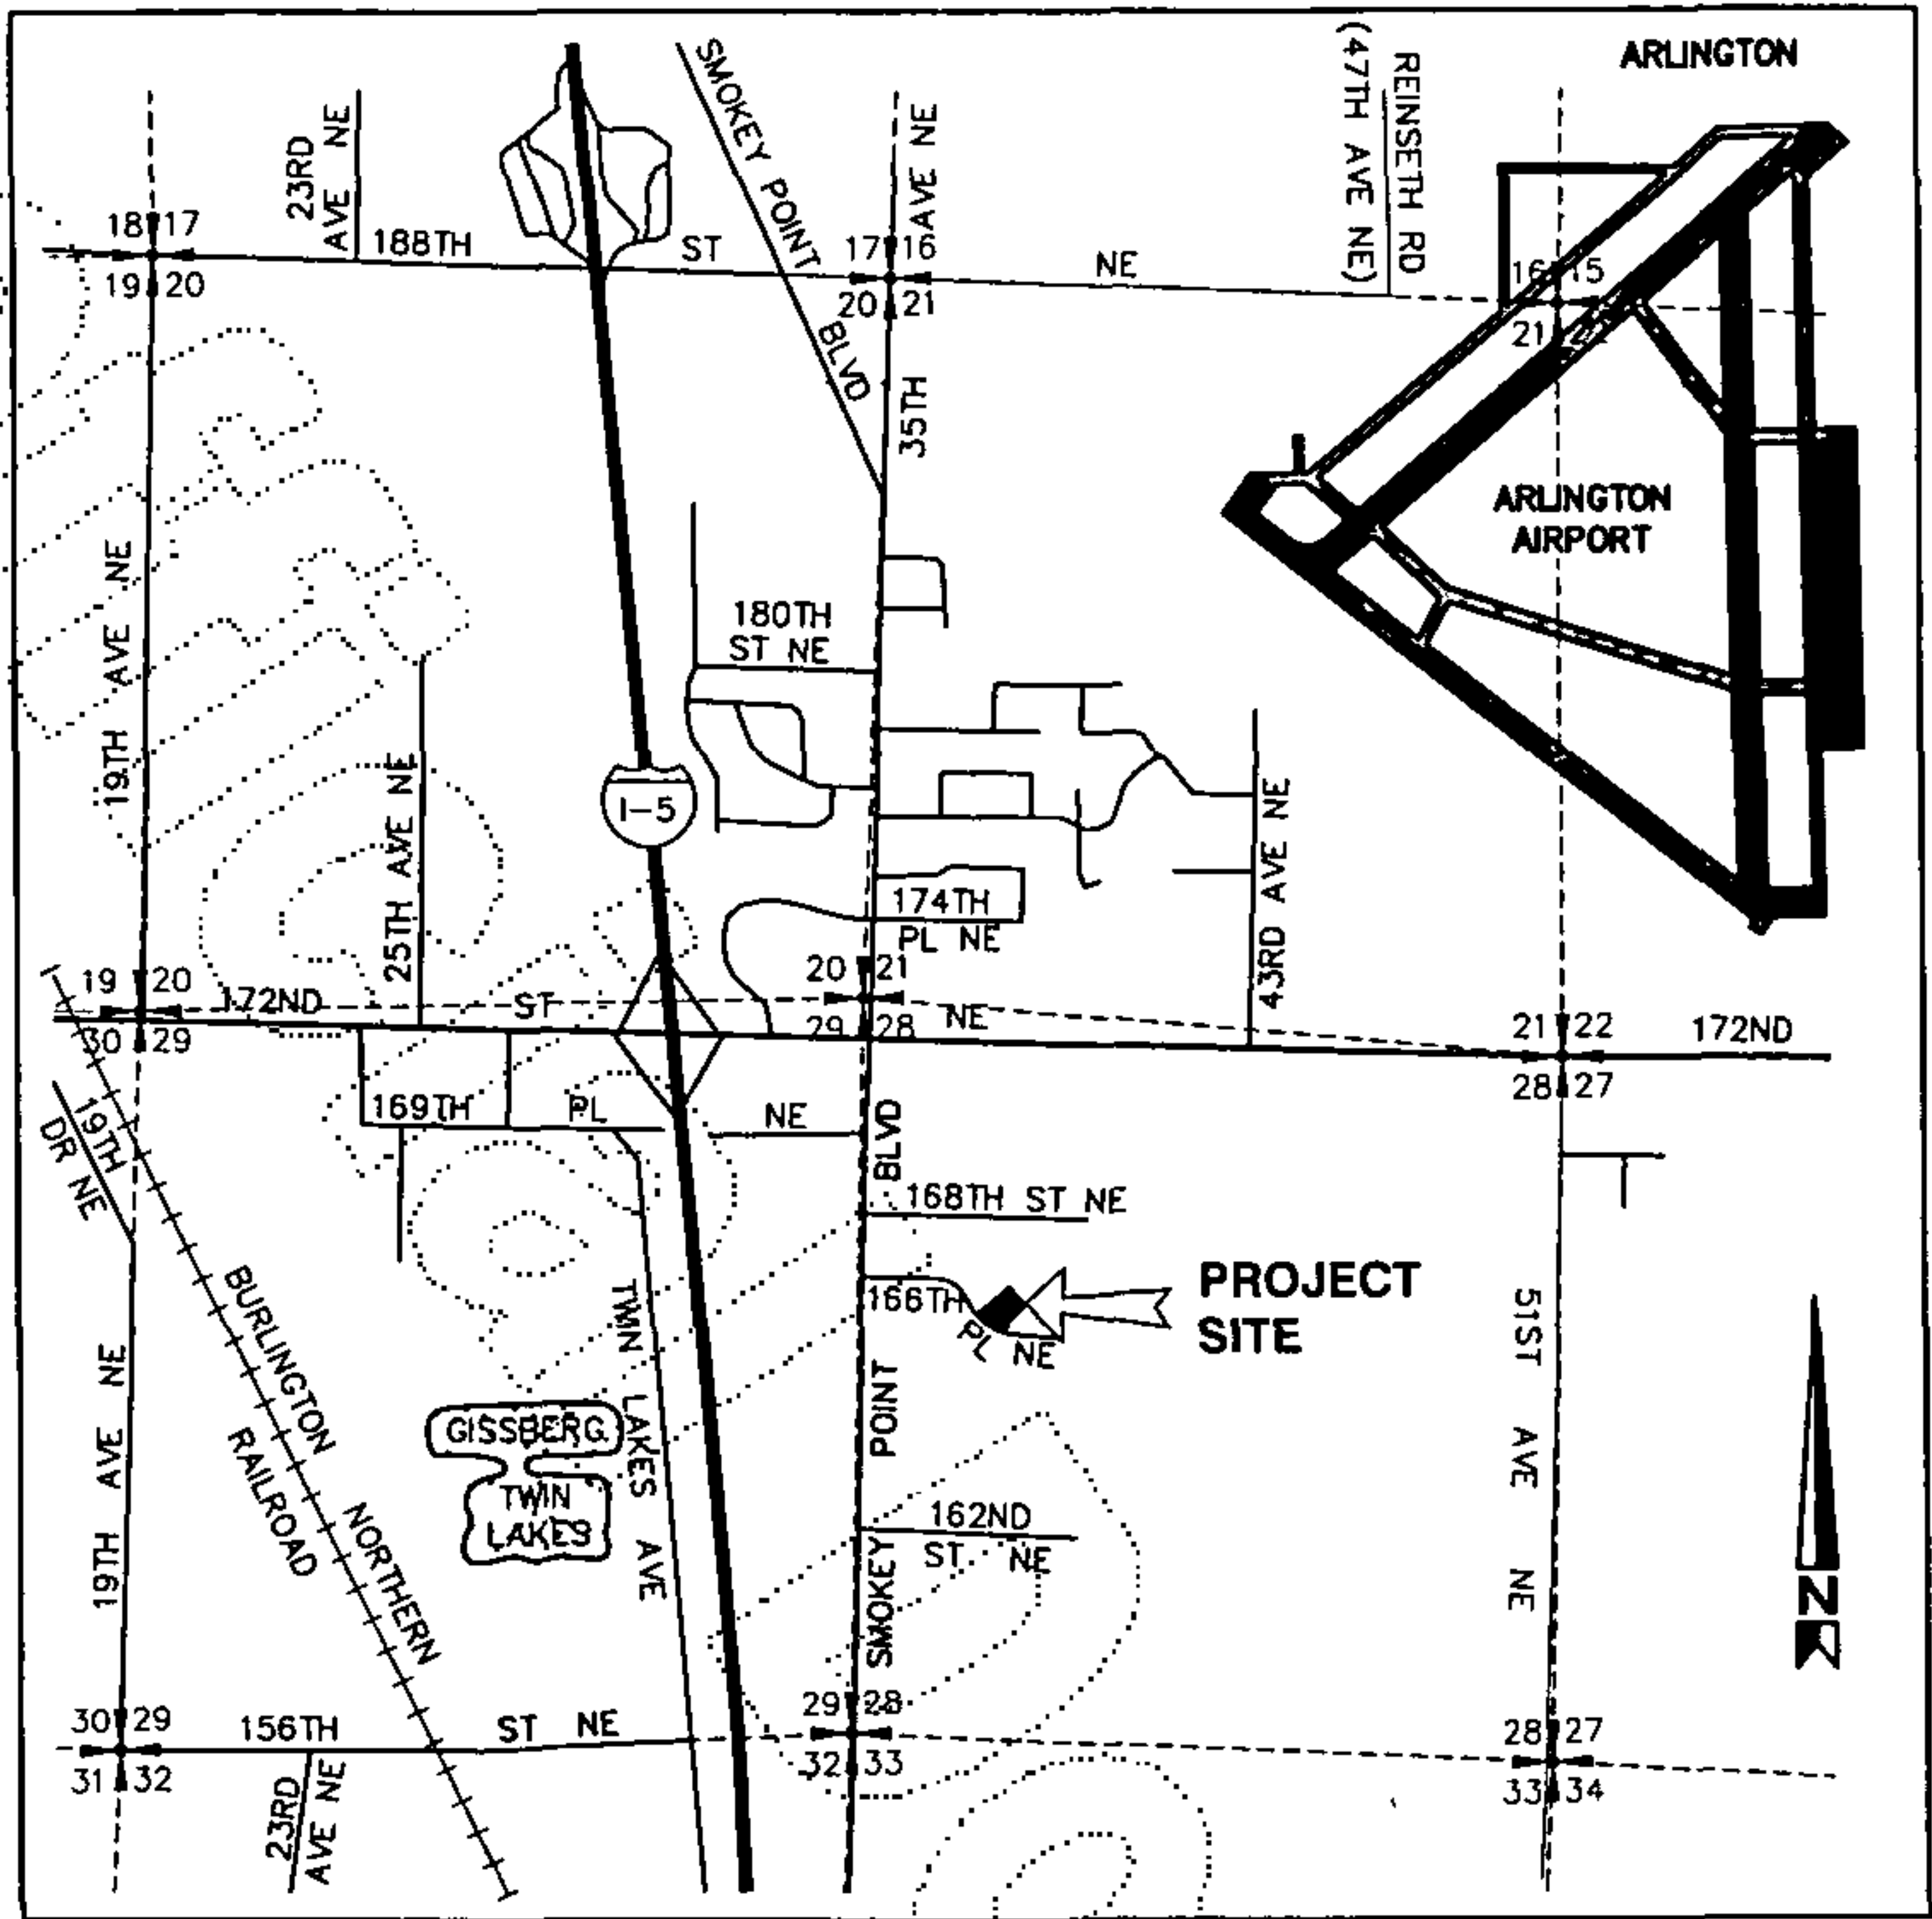 ARLINGTON
REINSETH RD
(47TH AVE NE)
SMOKEY POINT BLVD
35TH AVE NE
23RD
AVE NE
18 17
19 20
188TH ST NE
17 16
20 21
16 15
21 22
ARLINGTON
AIRPORT
19TH AVE NE
180TH
ST NE
I-5
25TH AVE NE
43RD AVE NE
174TH
PL NE
19 20
30 29
172ND ST NE
20 21
29 28
21 22
28 27
172ND
19TH
DR NE
169TH PL NE
168TH ST NE
166TH PL NE
PROJECT
SITE
SMOKEY POINT BLVD
51ST AVE NE
TWIN LAKES AVE
BURLINGTON NORTHERN
RAILROAD
19TH AVE NE
GISSBERG
TWIN
LAKES
162ND
ST NE
N
30 29
31 32
156TH ST NE
23RD
AVE NE
29 28
32 33
28 27
33 34